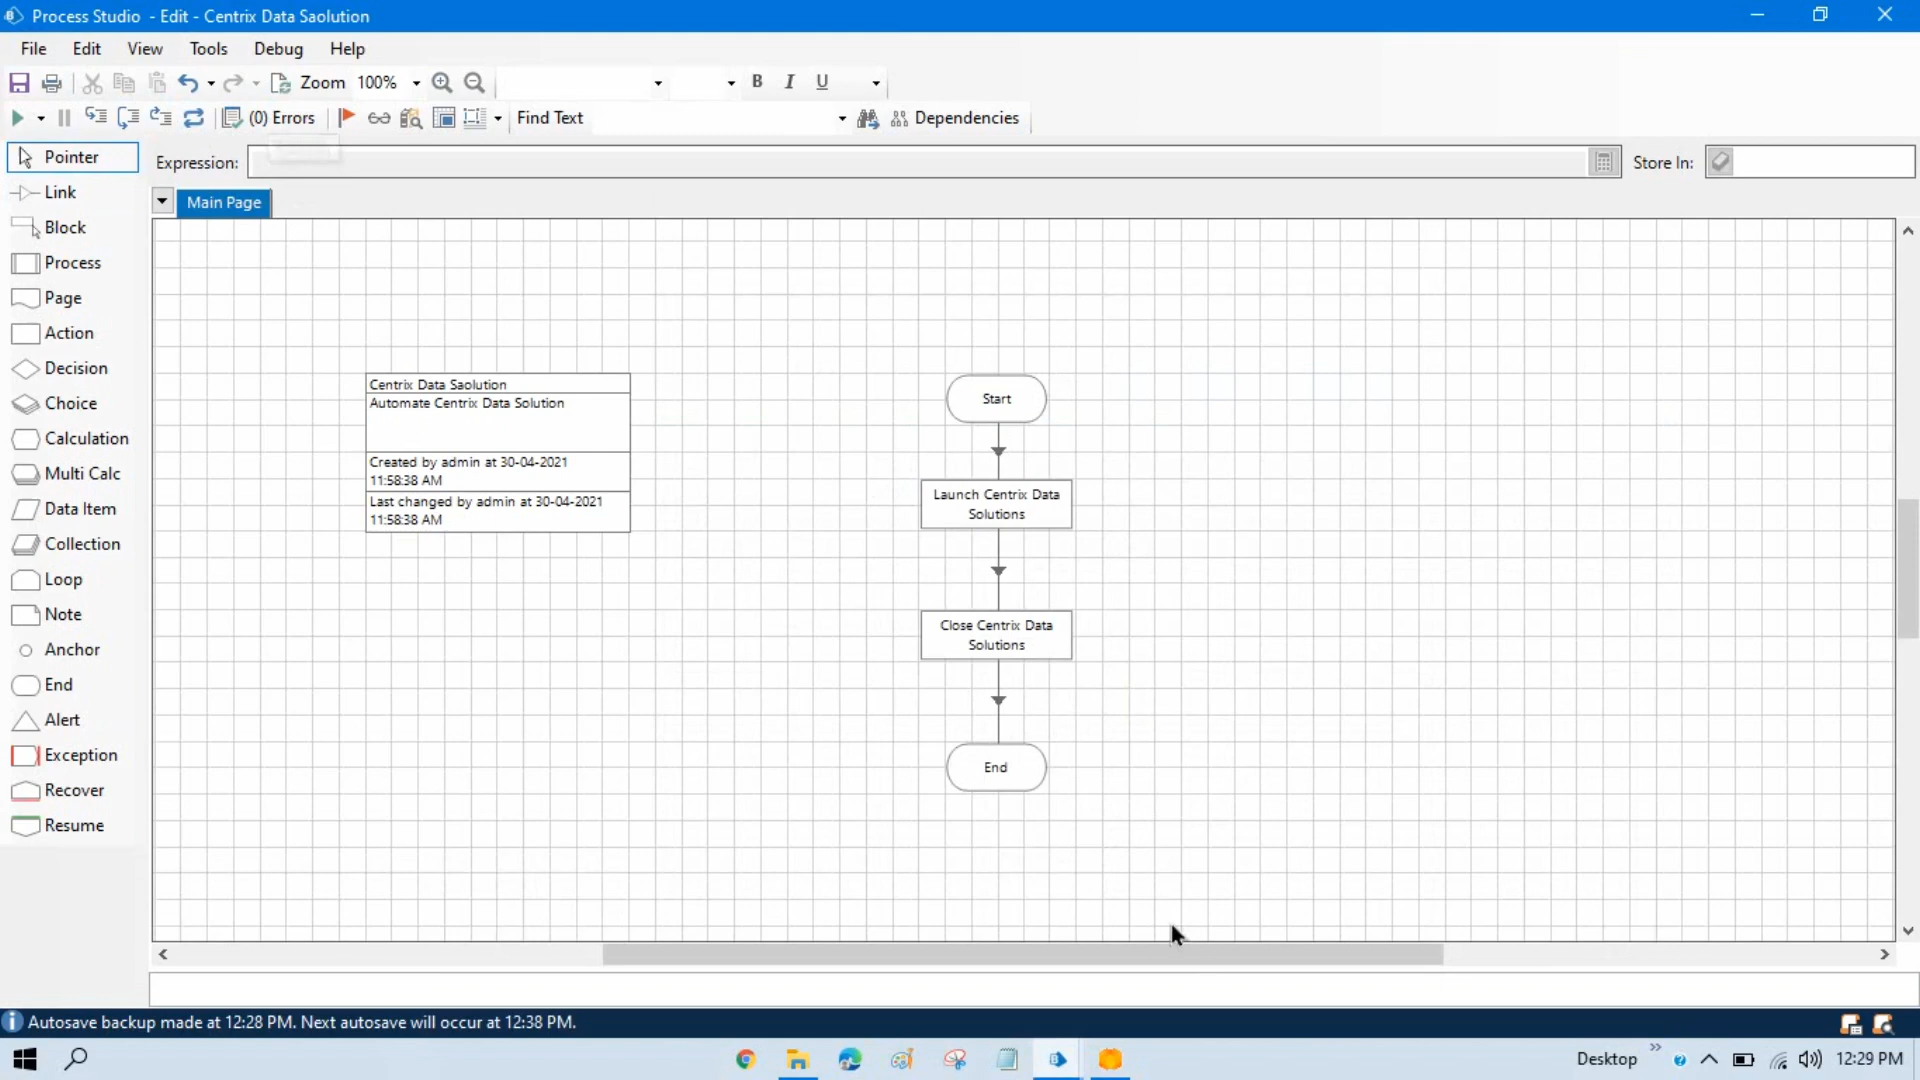 Process Studio - Edit - Centrix Data Saolution
File Edit View Tools Debug Help
Zoom 100% B I U
(0) Errors Find Text Dependencies
Pointer
Link
Block
Process
Page
Action
Decision
Choice
Calculation
Multi Calc
Data Item
Collection
Loop
Note
Anchor
End
Alert
Exception
Recover
Resume
Expression: Store In:
Main Page
Centrix Data Saolution
Automate Centrix Data Solution
Created by admin at 30-04-2021
11:58:38 AM
Last changed by admin at 30-04-2021
11:58:38 AM
Start
Launch Centrix Data
Solutions
Close Centrix Data
Solutions
End
Autosave backup made at 12:28 PM. Next autosave will occur at 12:38 PM.
Desktop 12:29 PM